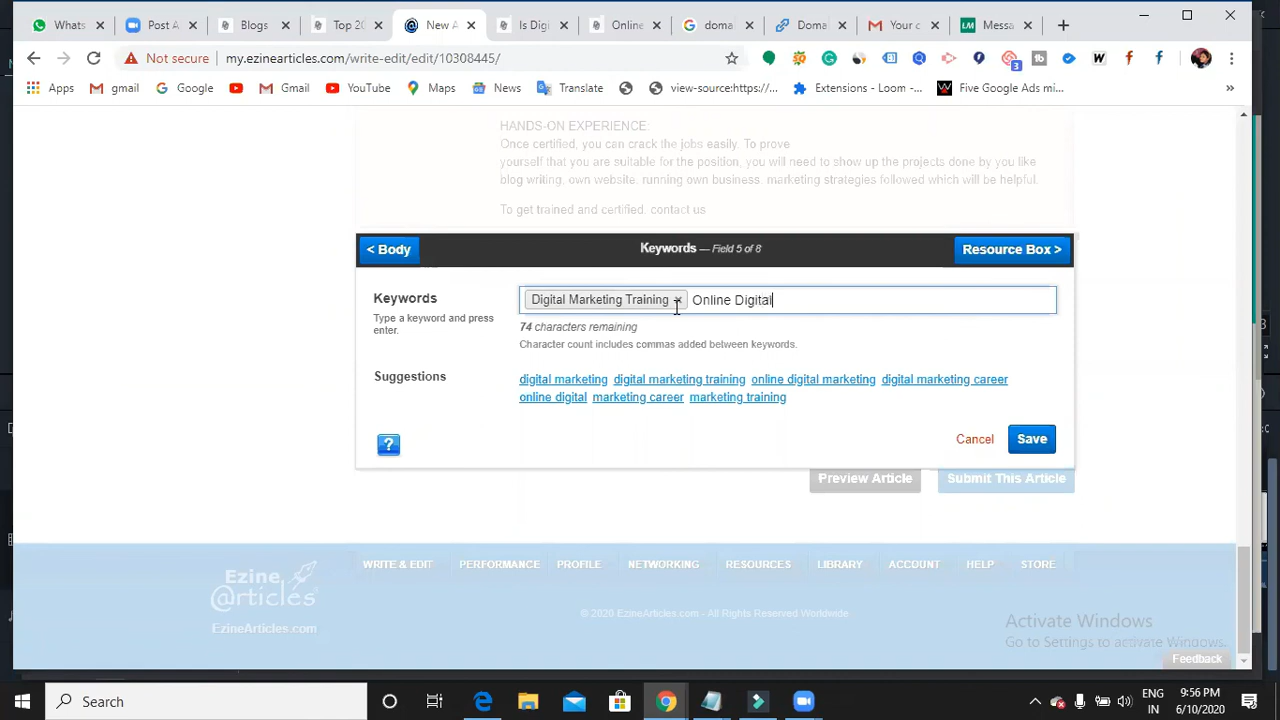 Whats
Post A
Blogs
Top 20
New A
Is Dig
Online
doma
Doma
Your c
LM
Messa
Not secure
my.ezinearticles.com/write-edit/edit/10308445/
3
tb
W
f
f
Apps
gmail
Google
Gmail
YouTube
Maps
News
Translate
view-source:https://...
Extensions - Loom -...
Five Google Ads mi...
HANDS-ON EXPERIENCE:
Once certified, you can crack the jobs easily. To prove
yourself that you are suitable for the position, you will need to show up the projects done by you like
blog writing, own website, running own business, marketing strategies followed which will be helpful.
To get trained and certified, contact us
< Body
Keywords — Field 5 of 8
Resource Box >
Keywords
Type a keyword and press
enter.
Digital Marketing Training × Online Digital
74 characters remaining
Character count includes commas added between keywords.
Suggestions
digital marketing digital marketing training online digital marketing digital marketing career
online digital marketing career marketing training
?
Cancel
Save
Preview Article
Submit This Article
WRITE & EDIT
PERFORMANCE
PROFILE
NETWORKING
RESOURCES
LIBRARY
ACCOUNT
HELP
STORE
Ezine
@rticles
EzineArticles.com
© 2020 EzineArticles.com - All Rights Reserved Worldwide.
Activate Windows
Go to Settings to activate Windows.
Feedback
Search
ENG
IN
9:56 PM
6/10/2020